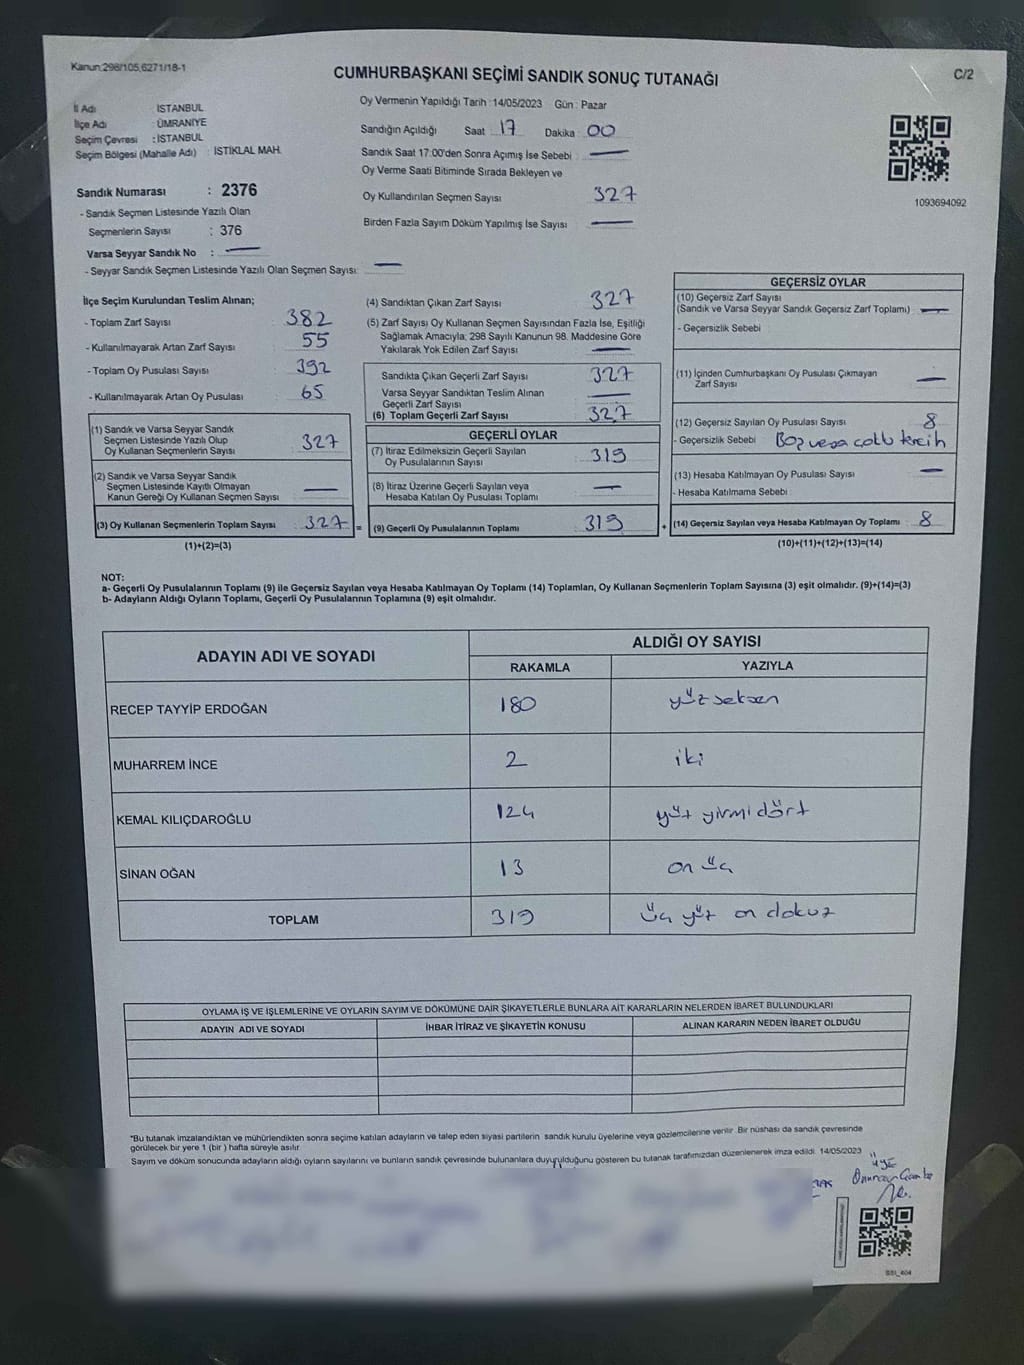 Kanun:298/105,6271/18-1
C/2
CUMHURBAŞKANI SEÇİMİ SANDIK SONUÇ TUTANAĞI
İl Adı İSTANBUL
İlçe Adı : ÜMRANİYE
Seçim Çevresi : İSTANBUL
Seçim Bölgesi (Mahalle Adı) : İSTİKLAL MAH.
Sandık Numarası : 2376
- Sandık Seçmen Listesinde Yazılı Olan
Seçmenlerin Sayısı : 376
Varsa Seyyar Sandık No : —
- Seyyar Sandık Seçmen Listesinde Yazılı Olan Seçmen Sayısı: —
Oy Vermenin Yapıldığı Tarih : 14/05/2023 Gün : Pazar
Sandığın Açıldığı Saat 17 Dakika 00
Sandık Saat 17:00'den Sonra Açımış İse Sebebi : —
Oy Verme Saati Bitiminde Sırada Bekleyen ve
Oy Kullandırılan Seçmen Sayısı 327
Birden Fazla Sayım Döküm Yapılmış İse Sayısı —
1093694092
İlçe Seçim Kurulundan Teslim Alınan;
- Toplam Zarf Sayısı : 382
- Kullanılmayarak Artan Zarf Sayısı : 55
- Toplam Oy Pusulası Sayısı : 392
- Kullanılmayarak Artan Oy Pusulası : 65
(1) Sandık ve Varsa Seyyar Sandık
Seçmen Listesinde Yazılı Olup
Oy Kullanan Seçmenlerin Sayısı : 327
(2) Sandık ve Varsa Seyyar Sandık
Seçmen Listesinde Kayıtlı Olmayan
Kanun Gereği Oy Kullanan Seçmen Sayısı : —
(3) Oy Kullanan Seçmenlerin Toplam Sayısı : 327 =
(1)+(2)=(3)
(4) Sandıktan Çıkan Zarf Sayısı 327
(5) Zarf Sayısı Oy Kullanan Seçmen Sayısından Fazla İse, Eşitliği
Sağlamak Amacıyla; 298 Sayılı Kanunun 98. Maddesine Göre
Yakılarak Yok Edilen Zarf Sayısı —
Sandıkta Çıkan Geçerli Zarf Sayısı 327
Varsa Seyyar Sandıktan Teslim Alınan
Geçerli Zarf Sayısı —
(6) Toplam Geçerli Zarf Sayısı 327
GEÇERLİ OYLAR
(7) İtiraz Edilmeksizin Geçerli Sayılan
Oy Pusulalarının Sayısı 319
(8) İtiraz Üzerine Geçerli Sayılan veya
Hesaba Katılan Oy Pusulası Toplamı —
(9) Geçerli Oy Pusulalarının Toplamı 319 +
GEÇERSİZ OYLAR
(10) Geçersiz Zarf Sayısı
(Sandık ve Varsa Seyyar Sandık Geçersiz Zarf Toplamı) —
- Geçersizlik Sebebi
(11) İçinden Cumhurbaşkanı Oy Pusulası Çıkmayan
Zarf Sayısı —
(12) Geçersiz Sayılan Oy Pusulası Sayısı 8
- Geçersizlik Sebebi Boş veya çoklu tercih
(13) Hesaba Katılmayan Oy Pusulası Sayısı —
- Hesaba Katılmama Sebebi
(14) Geçersiz Sayılan veya Hesaba Katılmayan Oy Toplamı : 8
(10)+(11)+(12)+(13)=(14)
NOT:
a- Geçerli Oy Pusulalarının Toplamı (9) ile Geçersiz Sayılan veya Hesaba Katılmayan Oy Toplamı (14) Toplamları, Oy Kullanan Seçmenlerin Toplam Sayısına (3) eşit olmalıdır. (9)+(14)=(3)
b- Adayların Aldığı Oyların Toplamı, Geçerli Oy Pusulalarının Toplamına (9) eşit olmalıdır.
ADAYIN ADI VE SOYADI
ALDIĞI OY SAYISI
RAKAMLA YAZIYLA
RECEP TAYYİP ERDOĞAN 180 yüz seksen
MUHARREM İNCE 2 iki
KEMAL KILIÇDAROĞLU 124 yüz yirmi dört
SİNAN OĞAN 13 on üç
TOPLAM 319 üç yüz on dokuz
OYLAMA İŞ VE İŞLEMLERİNE VE OYLARIN SAYIM VE DÖKÜMÜNE DAİR ŞİKAYETLERLE BUNLARA AİT KARARLARIN NELERDEN İBARET BULUNDUKLARI
ADAYIN ADI VE SOYADI İHBAR İTİRAZ VE ŞİKAYETİN KONUSU ALINAN KARARIN NEDEN İBARET OLDUĞU
*Bu tutanak imzalandıktan ve mühürlendikten sonra seçime katılan adayların ve talep eden siyasi partilerin sandık kurulu üyelerine veya gözlemcilerine verilir. Bir nüshası da sandık çevresinde
görülecek bir yere 1 (bir) hafta süreyle asılır.
Sayım ve döküm sonucunda adayların aldığı oyların sayılarını ve bunların sandık çevresinde bulunanlara duyurulduğunu gösteren bu tutanak tarafımızdan düzenlenerek imza edildi. 14/05/2023
üye